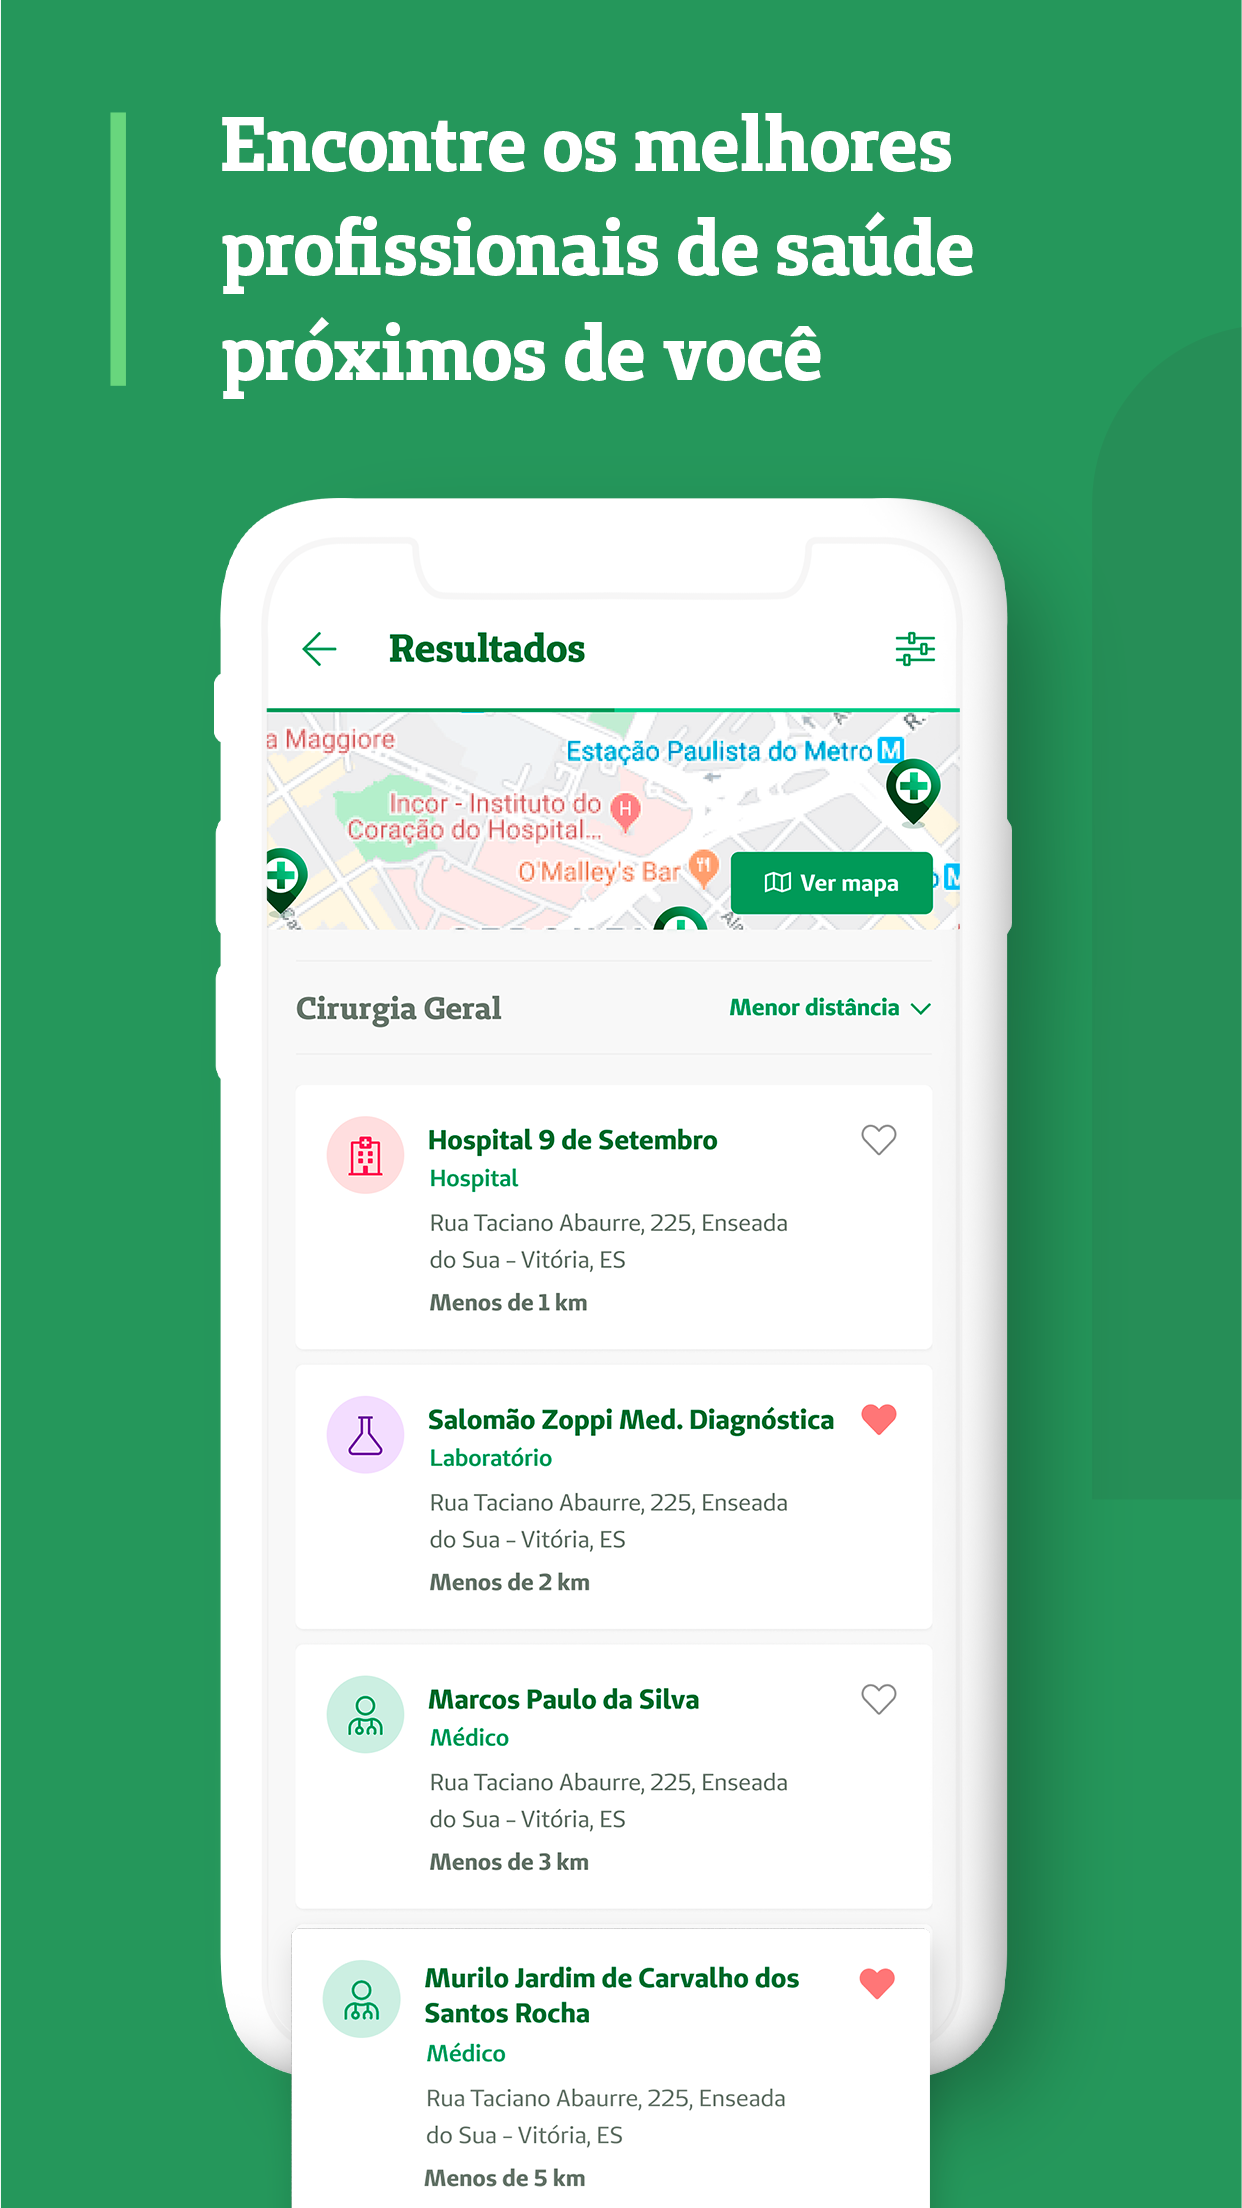 Encontre os melhores
profissionais de saúde
próximos de você
Resultados
a Maggiore
Estação Paulista do Metro M
R.
Incor - Instituto do
Coração do Hospital...
H
O'Malley's Bar
Ver mapa
M
Cirurgia Geral
Menor distância
Hospital 9 de Setembro
Hospital
Rua Taciano Abaurre, 225, Enseada
do Sua – Vitória, ES
Menos de 1 km
Salomão Zoppi Med. Diagnóstica
Laboratório
Rua Taciano Abaurre, 225, Enseada
do Sua – Vitória, ES
Menos de 2 km
Marcos Paulo da Silva
Médico
Rua Taciano Abaurre, 225, Enseada
do Sua – Vitória, ES
Menos de 3 km
Murilo Jardim de Carvalho dos
Santos Rocha
Médico
Rua Taciano Abaurre, 225, Enseada
do Sua – Vitória, ES
Menos de 5 km